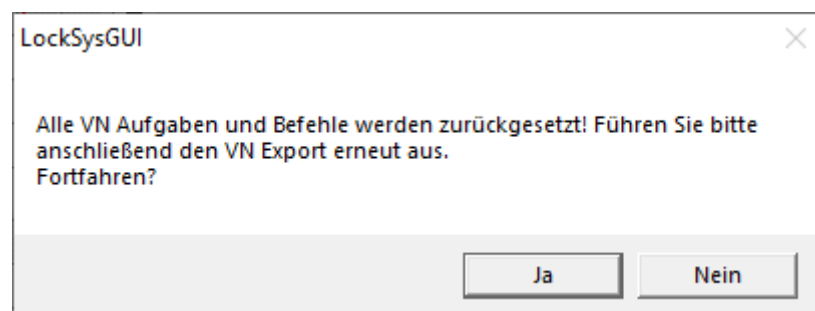 LockSysGUI
Alle VN Aufgaben und Befehle werden zurückgesetzt! Führen Sie bitte
anschließend den VN Export erneut aus.
Fortfahren?
Ja
Nein